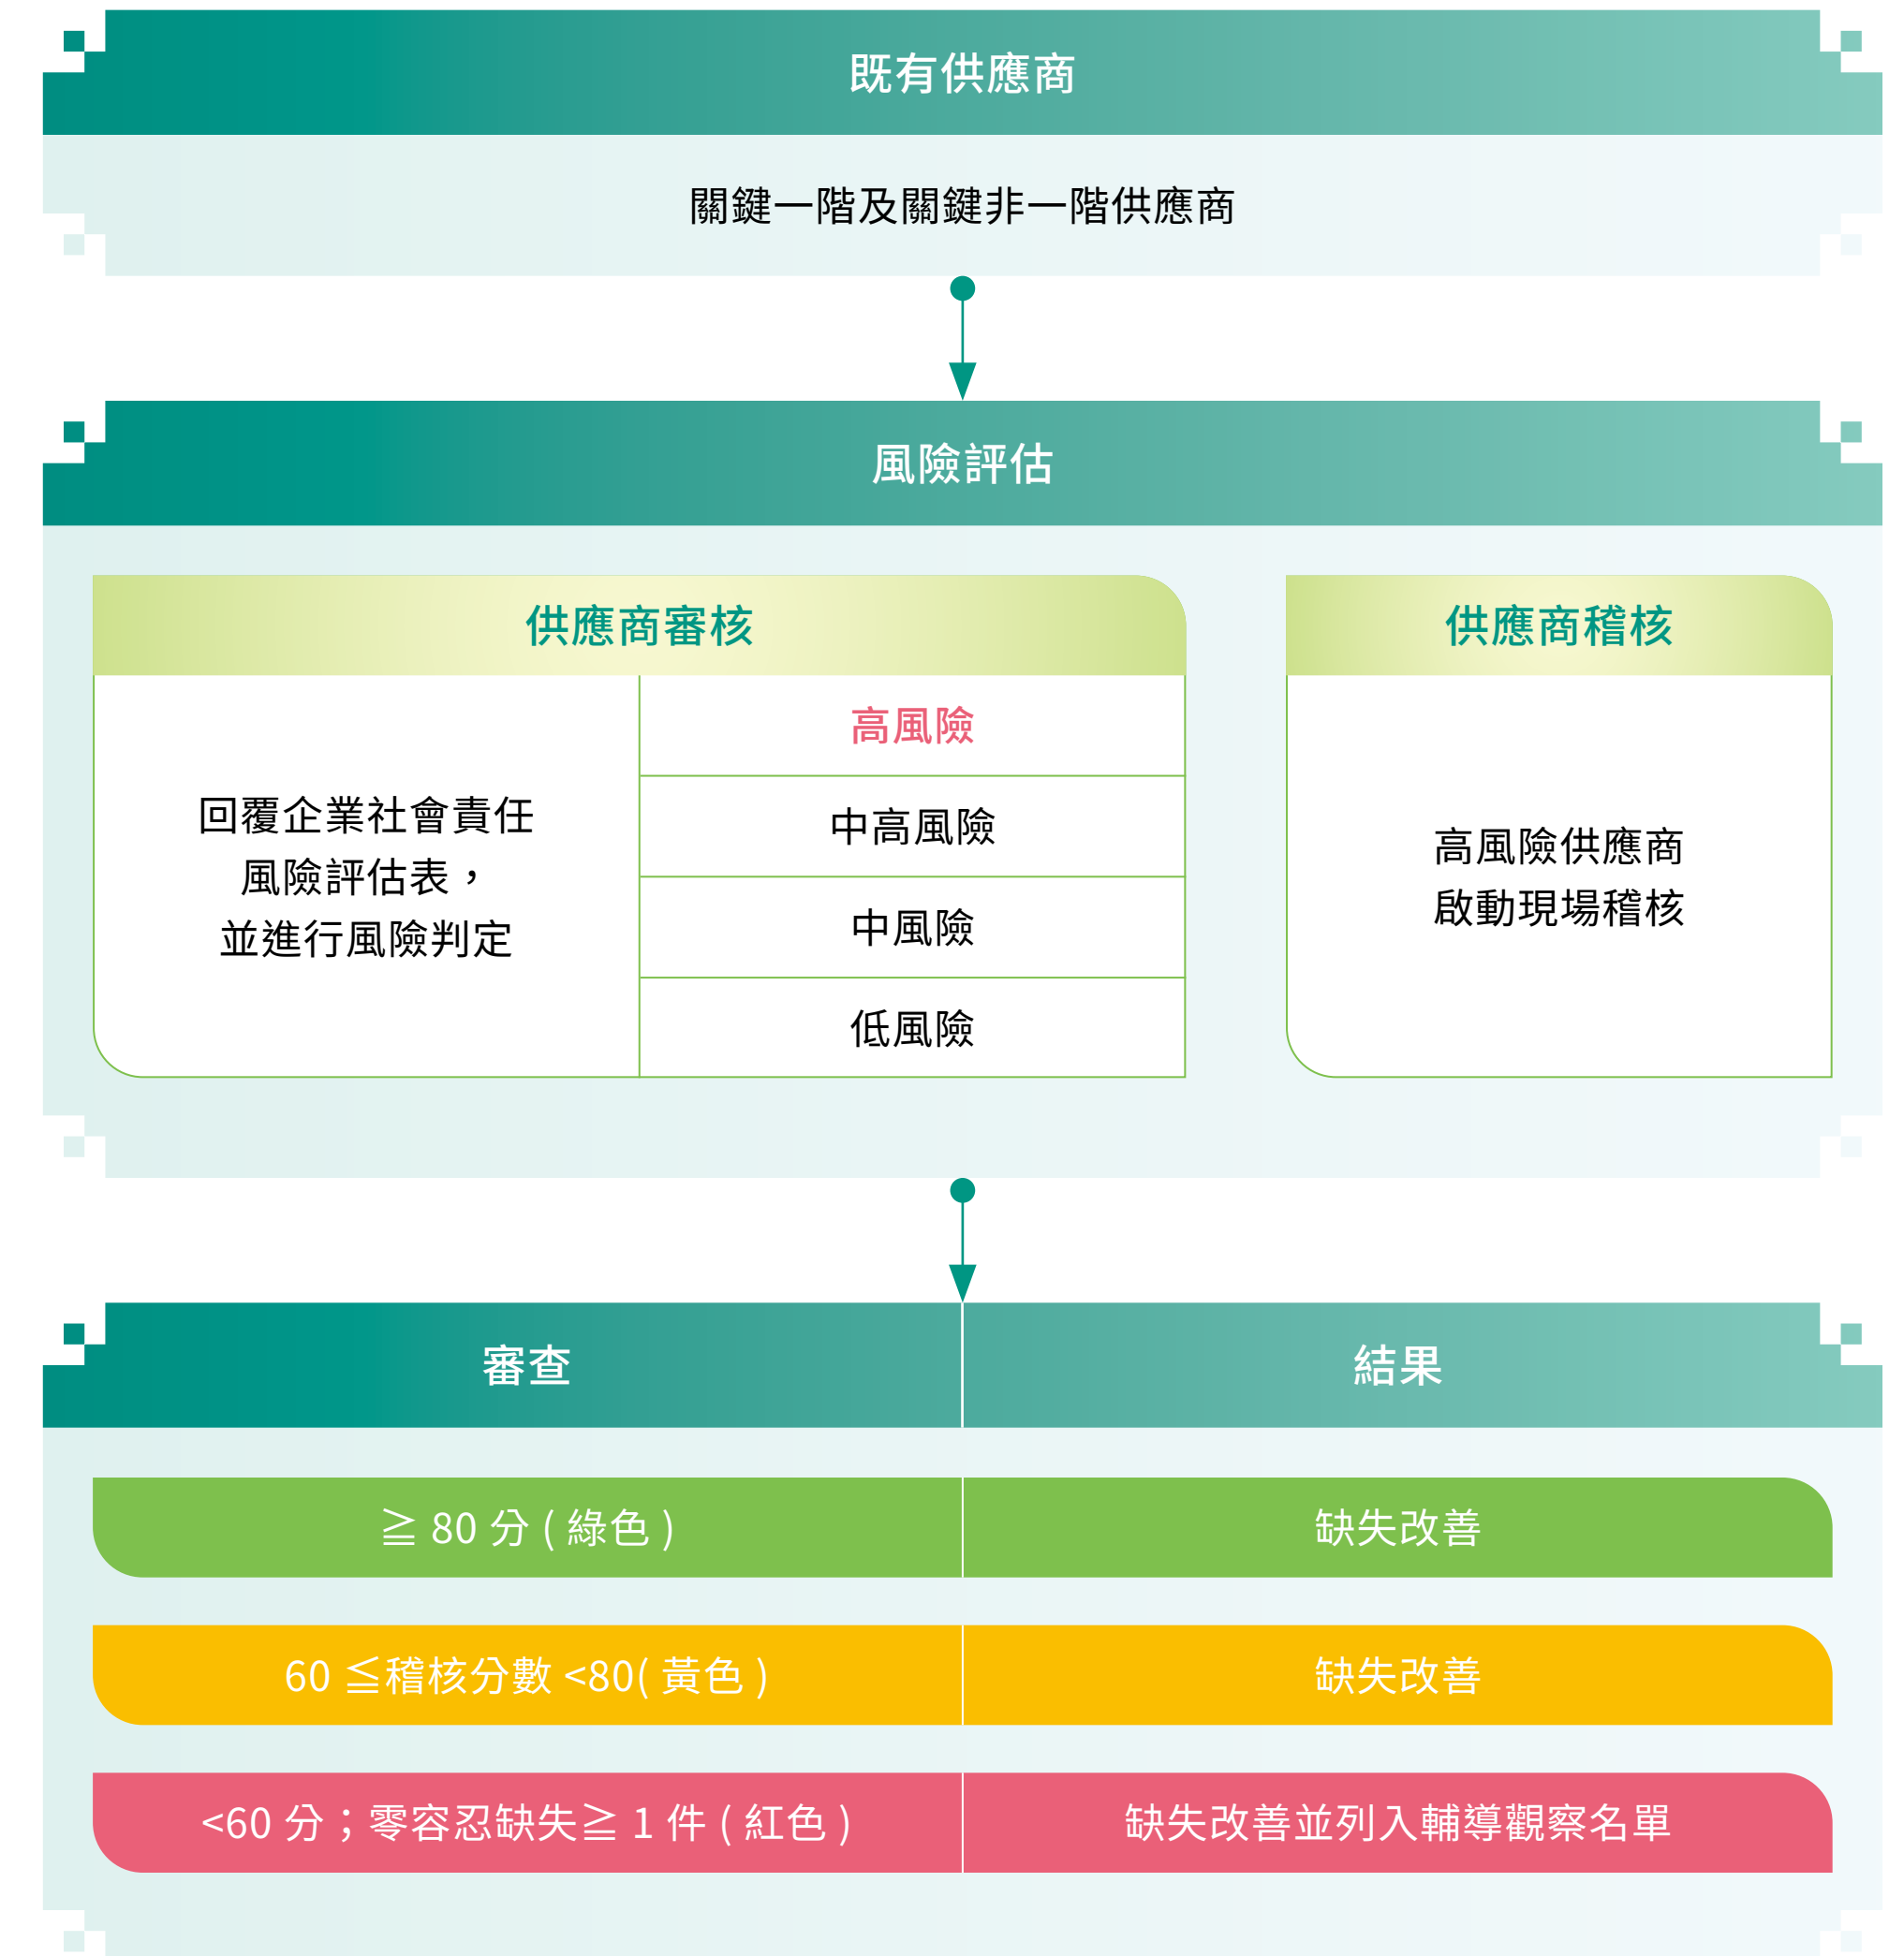 既有供應商
關鍵一階及關鍵非一階供應商
風險評估
供應商審核
回覆企業社會責任
風險評估表，
並進行風險判定
高風險
中高風險
中風險
低風險
供應商稽核
高風險供應商
啟動現場稽核
審查
結果
≧ 80 分 ( 綠色 )
缺失改善
60 ≦稽核分數 <80( 黃色 )
缺失改善
<60 分；零容忍缺失≧ 1 件 ( 紅色 )
缺失改善並列入輔導觀察名單